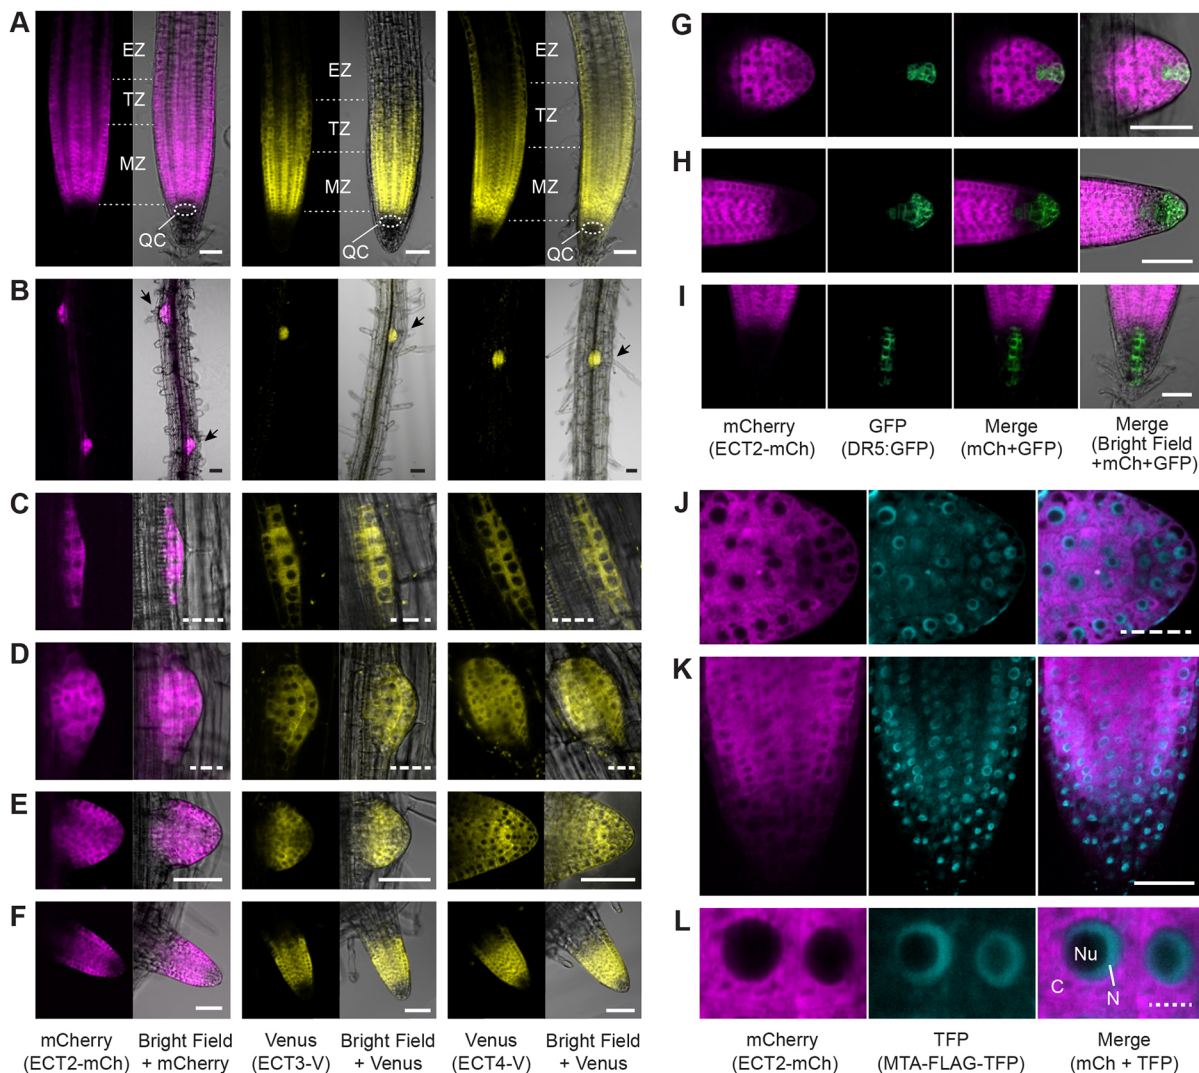 A
EZ
TZ
MZ
QC
EZ
TZ
MZ
QC
EZ
TZ
MZ
QC
B
C
D
E
F
mCherry
(ECT2-mCh)
Bright Field
+ mCherry
Venus
(ECT3-V)
Bright Field
+ Venus
Venus
(ECT4-V)
Bright Field
+ Venus
G
H
I
mCherry
(ECT2-mCh)
GFP
(DR5:GFP)
Merge
(mCh+GFP)
Merge
(Bright Field
+mCh+GFP)
J
K
L
Nu
C
N
mCherry
(ECT2-mCh)
TFP
(MTA-FLAG-TFP)
Merge
(mCh + TFP)